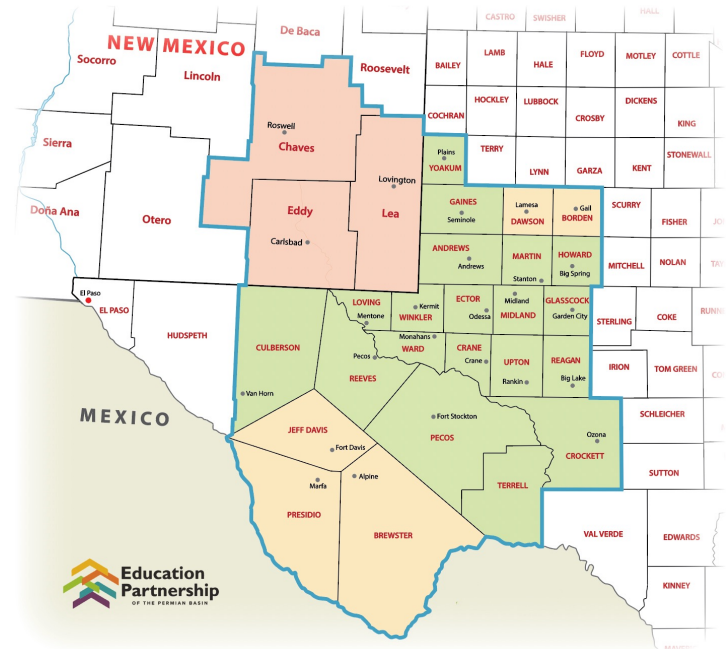 HALL
CASTRO
SWISHER
De Baca
NEW MEXICO
Socorro
Lincoln
Roosevelt
BAILEY
LAMB
HALE
FLOYD
MOTLEY
COTTLE
HOCKLEY
LUBBOCK
CROSBY
DICKENS
KING
COCHRAN
Roswell
Chaves
Sierra
Plains
YOAKUM
TERRY
LYNN
GARZA
KENT
STONEWALL
Lovington
Doña Ana
Otero
Eddy
Lea
Carlsbad
GAINES
Seminole
Lamesa
DAWSON
Gail
BORDEN
SCURRY
FISHER
ANDREWS
Andrews
MARTIN
Stanton
HOWARD
Big Spring
MITCHELL
NOLAN
El Paso
EL PASO
HUDSPETH
LOVING
Mentone
Kermit
WINKLER
ECTOR
Odessa
Midland
MIDLAND
GLASSCOCK
Garden City
STERLING
COKE
CULBERSON
Van Horn
Pecos
REEVES
Monahans
WARD
CRANE
Crane
UPTON
Rankin
REAGAN
Big Lake
IRION
TOM GREEN
MEXICO
JEFF DAVIS
Fort Davis
Fort Stockton
PECOS
Ozona
CROCKETT
SCHLEICHER
SUTTON
TERRELL
Marfa
PRESIDIO
Alpine
BREWSTER
VAL VERDE
EDWARDS
KINNEY
Education
Partnership
OF THE PERMIAN BASIN